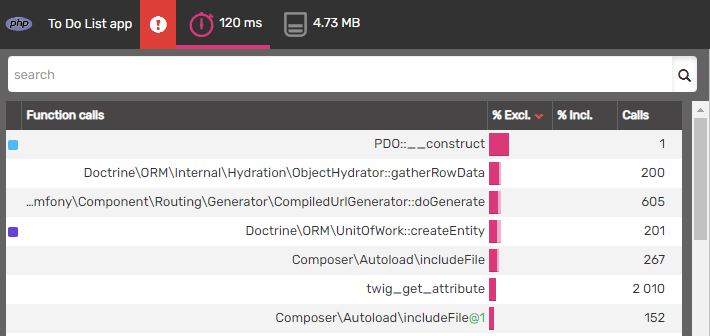 php To Do List app 120 ms 4.73 MB
search
Function calls % Excl. % Incl. Calls
PDO::__construct 1
Doctrine\ORM\Internal\Hydration\ObjectHydrator::gatherRowData 200
...mfony\Component\Routing\Generator\CompiledUrlGenerator::doGenerate 605
Doctrine\ORM\UnitOfWork::createEntity 201
Composer\Autoload\includeFile 267
twig_get_attribute 2 010
Composer\Autoload\includeFile@1 152